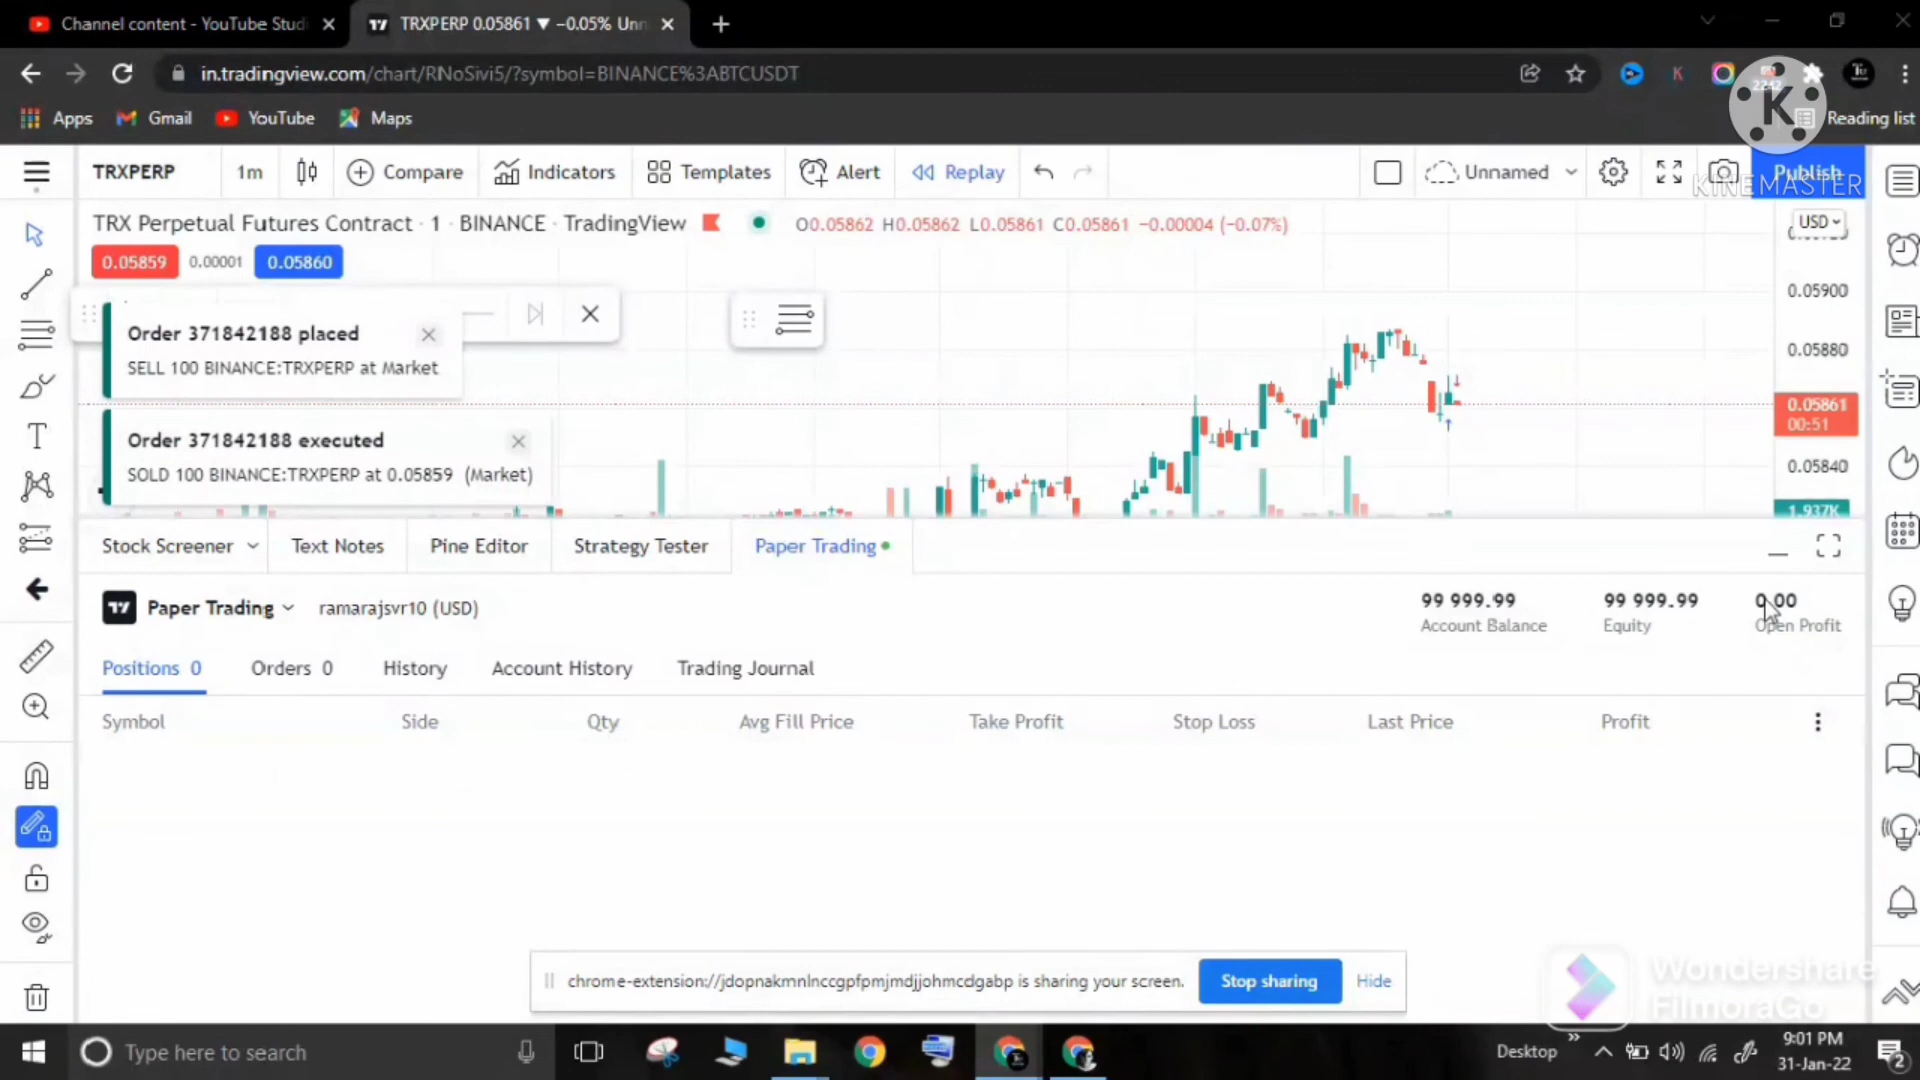 Channel content - YouTube Stud
TRXPERP 0.05861 ▼ −0.05% Unn
in.tradingview.com/chart/RlNoSivi5/?symbol=BINANCE%3ABTCUSDT
2242
Apps
Gmail
YouTube
Maps
Reading list
K
KINEMASTER
TRXPERP
1m
Compare
Indicators
Templates
Alert
Replay
Unnamed
Publish
TRX Perpetual Futures Contract · 1 · BINANCE · TradingView
O0.05862 H0.05862 L0.05861 C0.05861 −0.00004 (−0.07%)
USD
0.05859
0.00001
0.05860
0.05900
0.05880
0.05861
00:51
0.05840
1.937K
Order 371842188 placed
SELL 100 BINANCE:TRXPERP at Market
Order 371842188 executed
SOLD 100 BINANCE:TRXPERP at 0.05859 (Market)
Stock Screener
Text Notes
Pine Editor
Strategy Tester
Paper Trading
Paper Trading
ramarajsvr10 (USD)
99 999.99
Account Balance
99 999.99
Equity
0.00
Open Profit
Positions 0
Orders 0
History
Account History
Trading Journal
Symbol
Side
Qty
Avg Fill Price
Take Profit
Stop Loss
Last Price
Profit
chrome-extension://jdopnakmnlnccgpfpmjmdjjohmcdgabp is sharing your screen.
Stop sharing
Hide
Wondershare
FilmoraGo
Type here to search
Desktop
9:01 PM
31-Jan-22
2